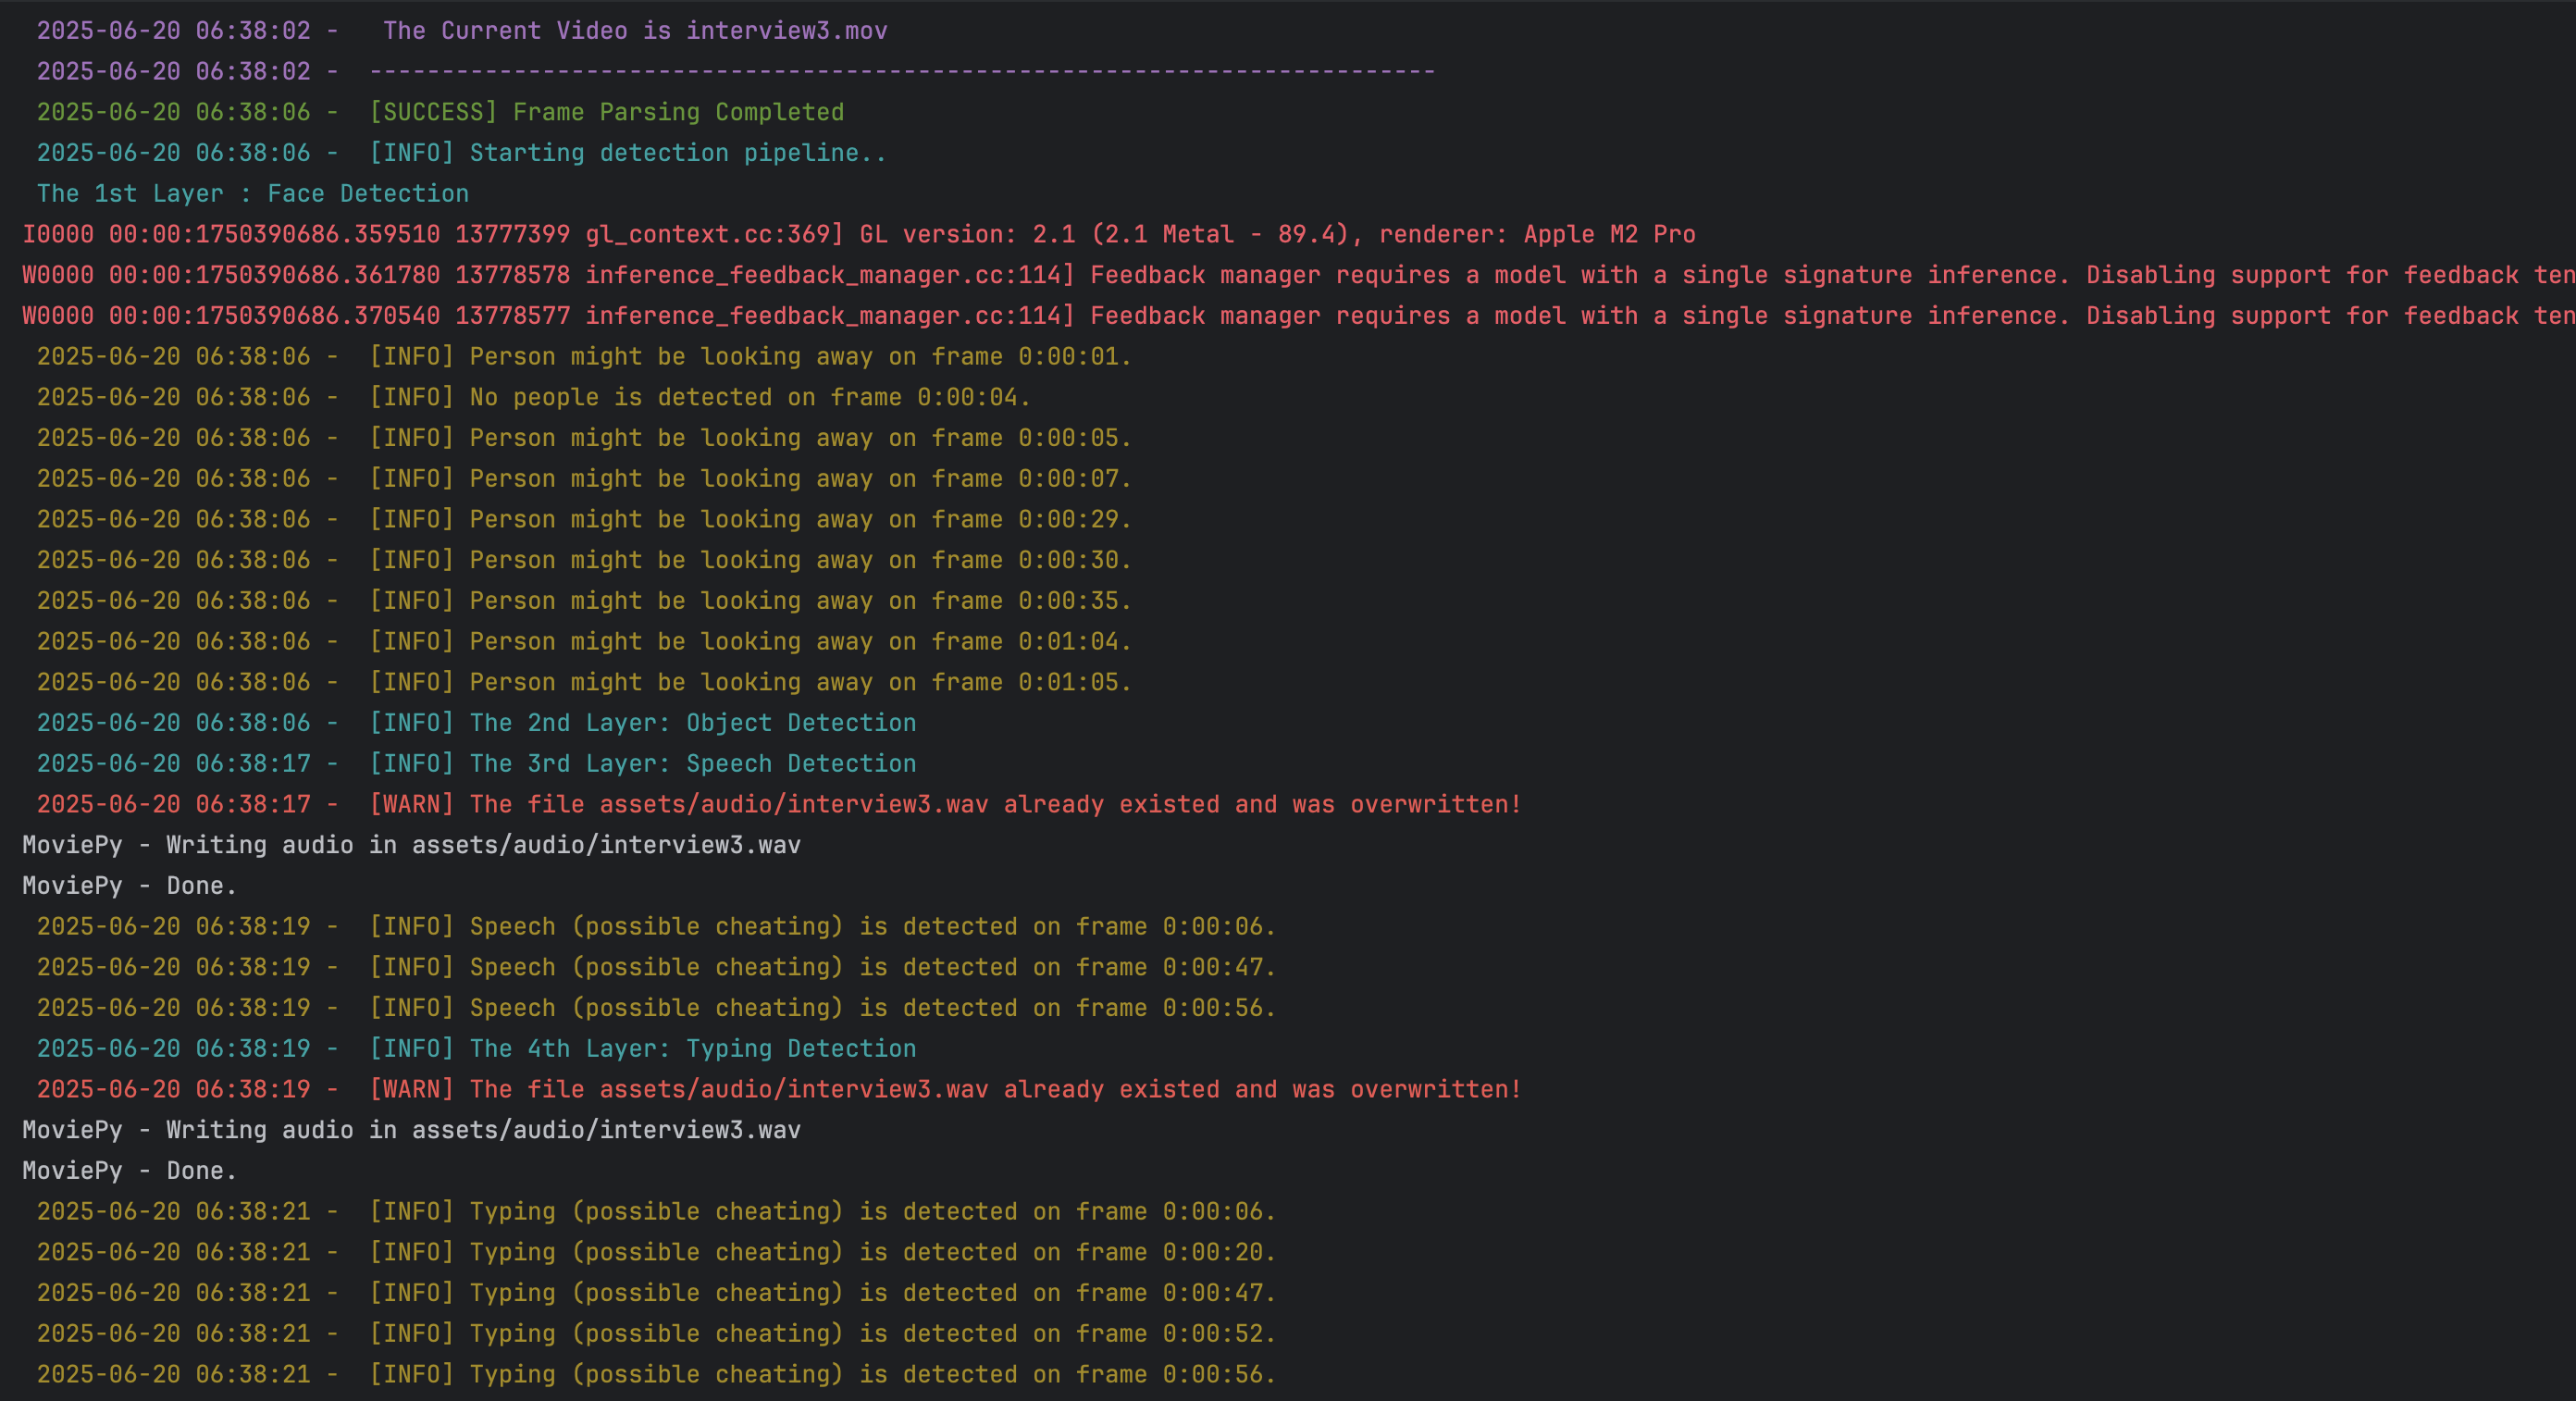 2025-06-20 06:38:02 -   The Current Video is interview3.mov
2025-06-20 06:38:02 -  --------------------------------------------------------------------------
2025-06-20 06:38:06 -  [SUCCESS] Frame Parsing Completed
2025-06-20 06:38:06 -  [INFO] Starting detection pipeline..
The 1st Layer : Face Detection
I0000 00:00:1750390686.359510 13777399 gl_context.cc:369] GL version: 2.1 (2.1 Metal - 89.4), renderer: Apple M2 Pro
W0000 00:00:1750390686.361780 13778578 inference_feedback_manager.cc:114] Feedback manager requires a model with a single signature inference. Disabling support for feedback ten
W0000 00:00:1750390686.370540 13778577 inference_feedback_manager.cc:114] Feedback manager requires a model with a single signature inference. Disabling support for feedback ten
2025-06-20 06:38:06 -  [INFO] Person might be looking away on frame 0:00:01.
2025-06-20 06:38:06 -  [INFO] No people is detected on frame 0:00:04.
2025-06-20 06:38:06 -  [INFO] Person might be looking away on frame 0:00:05.
2025-06-20 06:38:06 -  [INFO] Person might be looking away on frame 0:00:07.
2025-06-20 06:38:06 -  [INFO] Person might be looking away on frame 0:00:29.
2025-06-20 06:38:06 -  [INFO] Person might be looking away on frame 0:00:30.
2025-06-20 06:38:06 -  [INFO] Person might be looking away on frame 0:00:35.
2025-06-20 06:38:06 -  [INFO] Person might be looking away on frame 0:01:04.
2025-06-20 06:38:06 -  [INFO] Person might be looking away on frame 0:01:05.
2025-06-20 06:38:06 -  [INFO] The 2nd Layer: Object Detection
2025-06-20 06:38:17 -  [INFO] The 3rd Layer: Speech Detection
2025-06-20 06:38:17 -  [WARN] The file assets/audio/interview3.wav already existed and was overwritten!
MoviePy - Writing audio in assets/audio/interview3.wav
MoviePy - Done.
2025-06-20 06:38:19 -  [INFO] Speech (possible cheating) is detected on frame 0:00:06.
2025-06-20 06:38:19 -  [INFO] Speech (possible cheating) is detected on frame 0:00:47.
2025-06-20 06:38:19 -  [INFO] Speech (possible cheating) is detected on frame 0:00:56.
2025-06-20 06:38:19 -  [INFO] The 4th Layer: Typing Detection
2025-06-20 06:38:19 -  [WARN] The file assets/audio/interview3.wav already existed and was overwritten!
MoviePy - Writing audio in assets/audio/interview3.wav
MoviePy - Done.
2025-06-20 06:38:21 -  [INFO] Typing (possible cheating) is detected on frame 0:00:06.
2025-06-20 06:38:21 -  [INFO] Typing (possible cheating) is detected on frame 0:00:20.
2025-06-20 06:38:21 -  [INFO] Typing (possible cheating) is detected on frame 0:00:47.
2025-06-20 06:38:21 -  [INFO] Typing (possible cheating) is detected on frame 0:00:52.
2025-06-20 06:38:21 -  [INFO] Typing (possible cheating) is detected on frame 0:00:56.